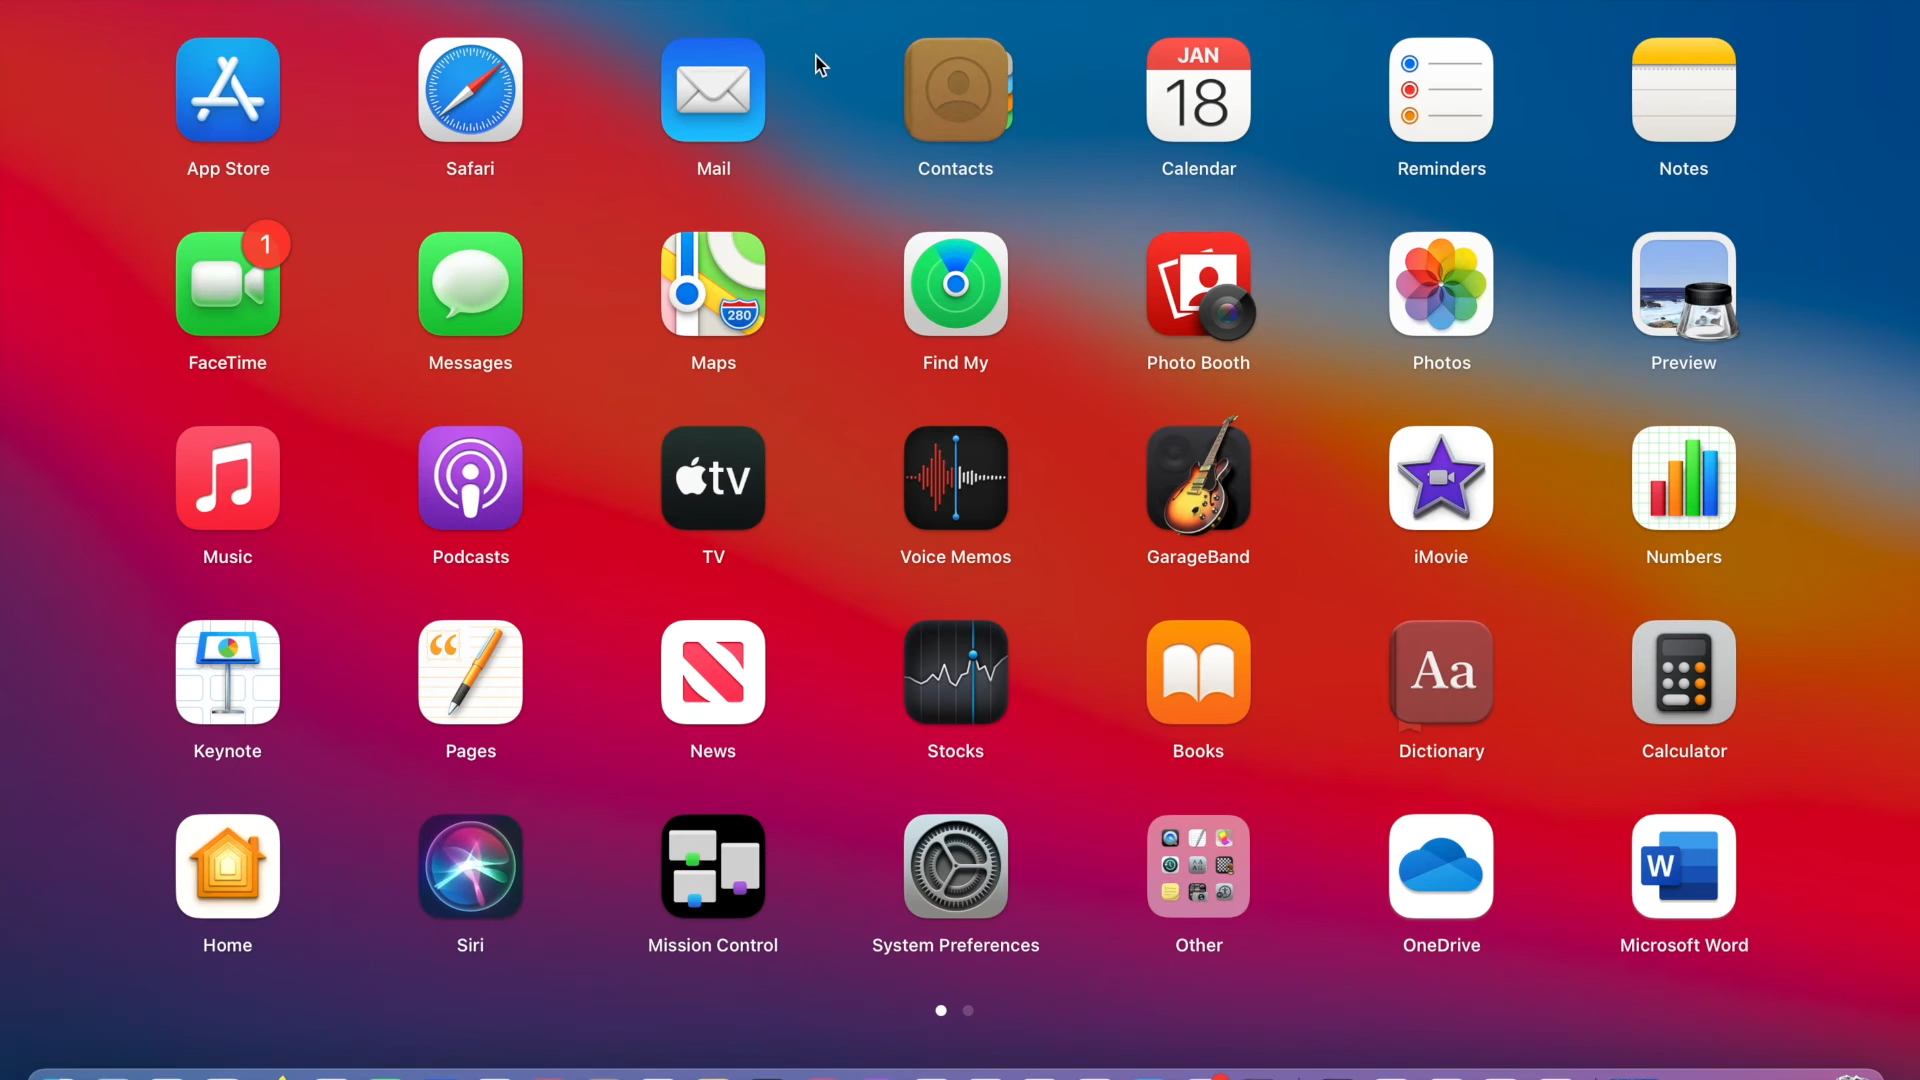 JAN
18
App Store
Safari
Mail
Contacts
Calendar
Reminders
Notes
1
280
FaceTime
Messages
Maps
Find My
Photo Booth
Photos
Preview
tv
Music
Podcasts
TV
Voice Memos
GarageBand
iMovie
Numbers
“
Aa
Keynote
Pages
News
Stocks
Books
Dictionary
Calculator
W
Home
Siri
Mission Control
System Preferences
Other
OneDrive
Microsoft Word